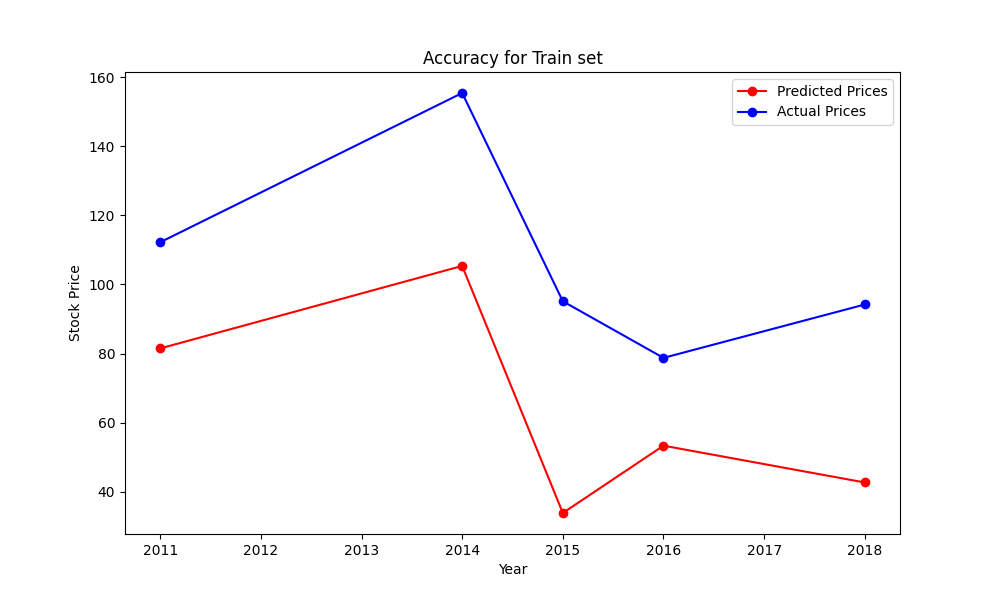 Accuracy for Train set
Predicted Prices
Actual Prices
Stock Price
160
140
120
100
80
60
40
2011 2012 2013 2014 2015 2016 2017 2018
Year